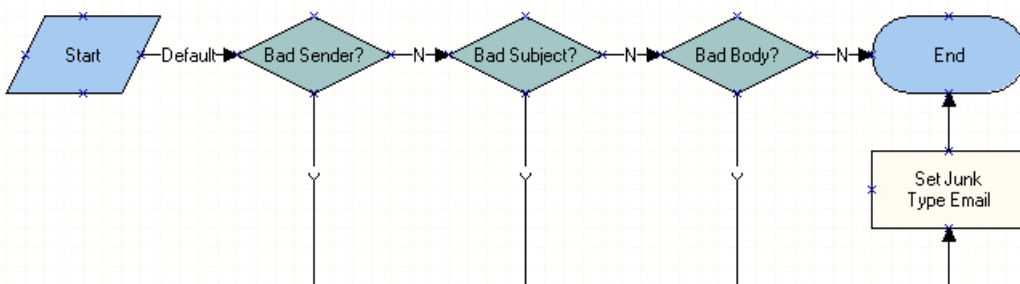 Start
Default
Bad Sender?
N
Bad Subject?
N
Bad Body?
N
End
Y
Y
Y
Set Junk
Type Email